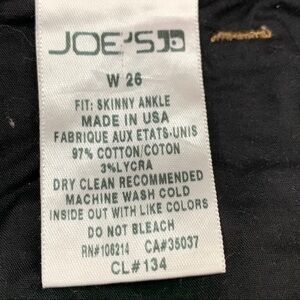 JOE'S
W 26
FIT: SKINNY ANKLE
MADE IN USA
FABRIQUE AUX ETATS-UNIS
97% COTTON/COTON
3%LYCRA
DRY CLEAN RECOMMENDED
MACHINE WASH COLD
INSIDE OUT WITH LIKE COLORS
DO NOT BLEACH
RN#106214 CA#35037
CL#134